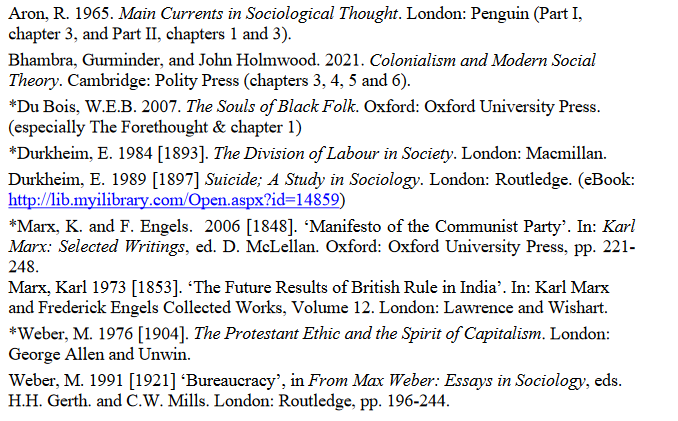 Aron, R. 1965. Main Currents in Sociological Thought. London: Penguin (Part I,
chapter 3, and Part II, chapters 1 and 3).
Bhambra, Gurminder, and John Holmwood. 2021. Colonialism and Modern Social
Theory. Cambridge: Polity Press (chapters 3, 4, 5 and 6).
*Du Bois, W.E.B. 2007. The Souls of Black Folk. Oxford: Oxford University Press.
(especially The Forethought & chapter 1)
*Durkheim, E. 1984 [1893]. The Division of Labour in Society. London: Macmillan.
Durkheim, E. 1989 [1897] Suicide; A Study in Sociology. London: Routledge. (eBook:
http://lib.myilibrary.com/Open.aspx?id=14859)
*Marx, K. and F. Engels. 2006 [1848]. ‘Manifesto of the Communist Party’. In: Karl
Marx: Selected Writings, ed. D. McLellan. Oxford: Oxford University Press, pp. 221-
248.
Marx, Karl 1973 [1853]. ‘The Future Results of British Rule in India’. In: Karl Marx
and Frederick Engels Collected Works, Volume 12. London: Lawrence and Wishart.
*Weber, M. 1976 [1904]. The Protestant Ethic and the Spirit of Capitalism. London:
George Allen and Unwin.
Weber, M. 1991 [1921] ‘Bureaucracy’, in From Max Weber: Essays in Sociology, eds.
H.H. Gerth. and C.W. Mills. London: Routledge, pp. 196-244.